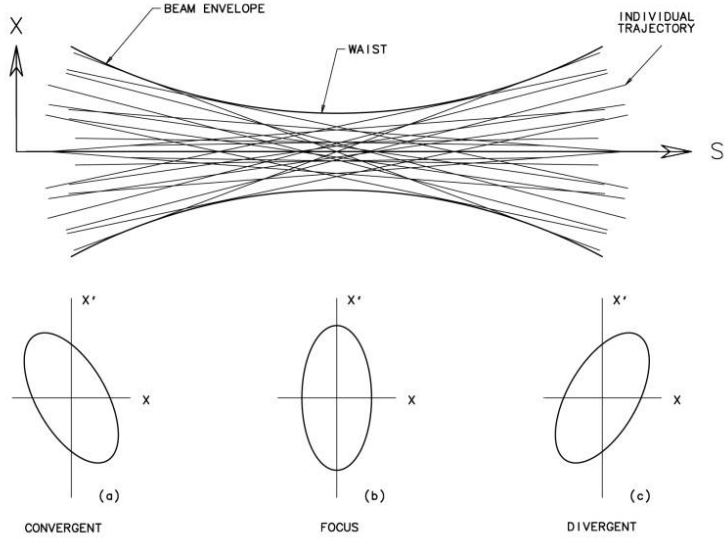 X
BEAM ENVELOPE
WAIST
INDIVIDUAL
TRAJECTORY
S
X'
X
(a)
CONVERGENT
X'
X
(b)
FOCUS
X'
X
(c)
DIVERGENT